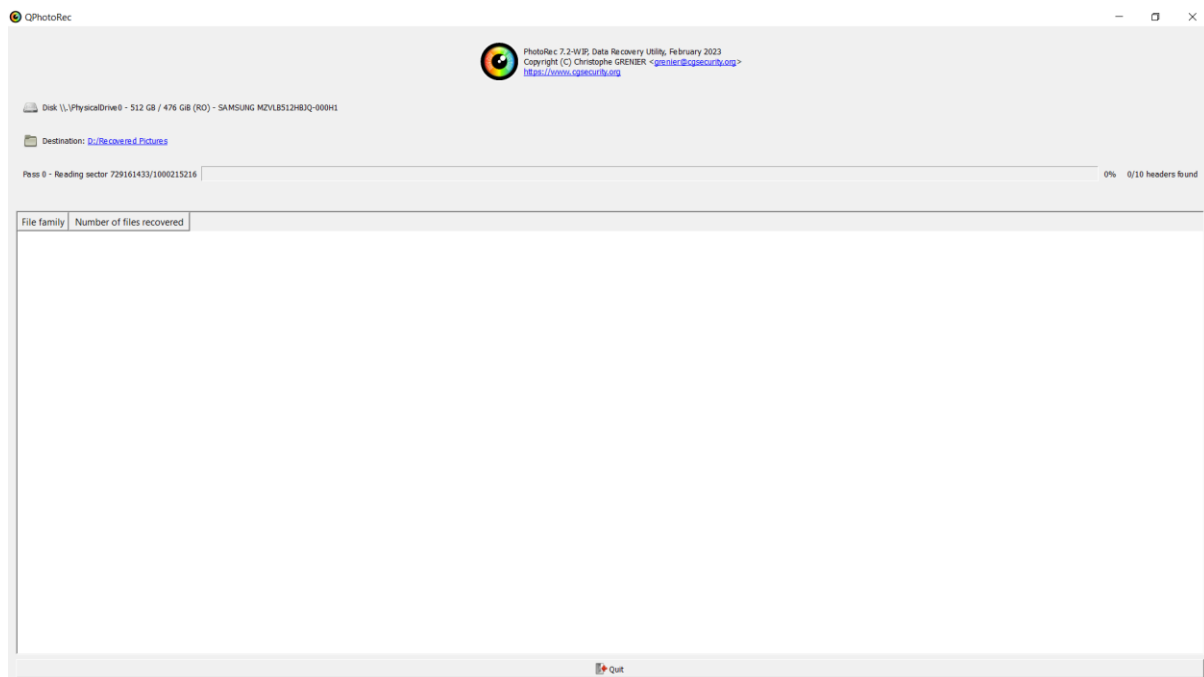 QPhotoRec
PhotoRec 7.2-WIP, Data Recovery Utility, February 2023
Copyright (C) Christophe GRENIER <grenier@cgsecurity.org>
https://www.cgsecurity.org
Disk \\.\PhysicalDrive0 - 512 GB / 476 GiB (RO) - SAMSUNG MZVLB512HBJQ-000H1
Destination: D:/Recovered Pictures
Pass 0 - Reading sector 729161433/1000215216 0% 0/10 headers found
File family Number of files recovered
Quit